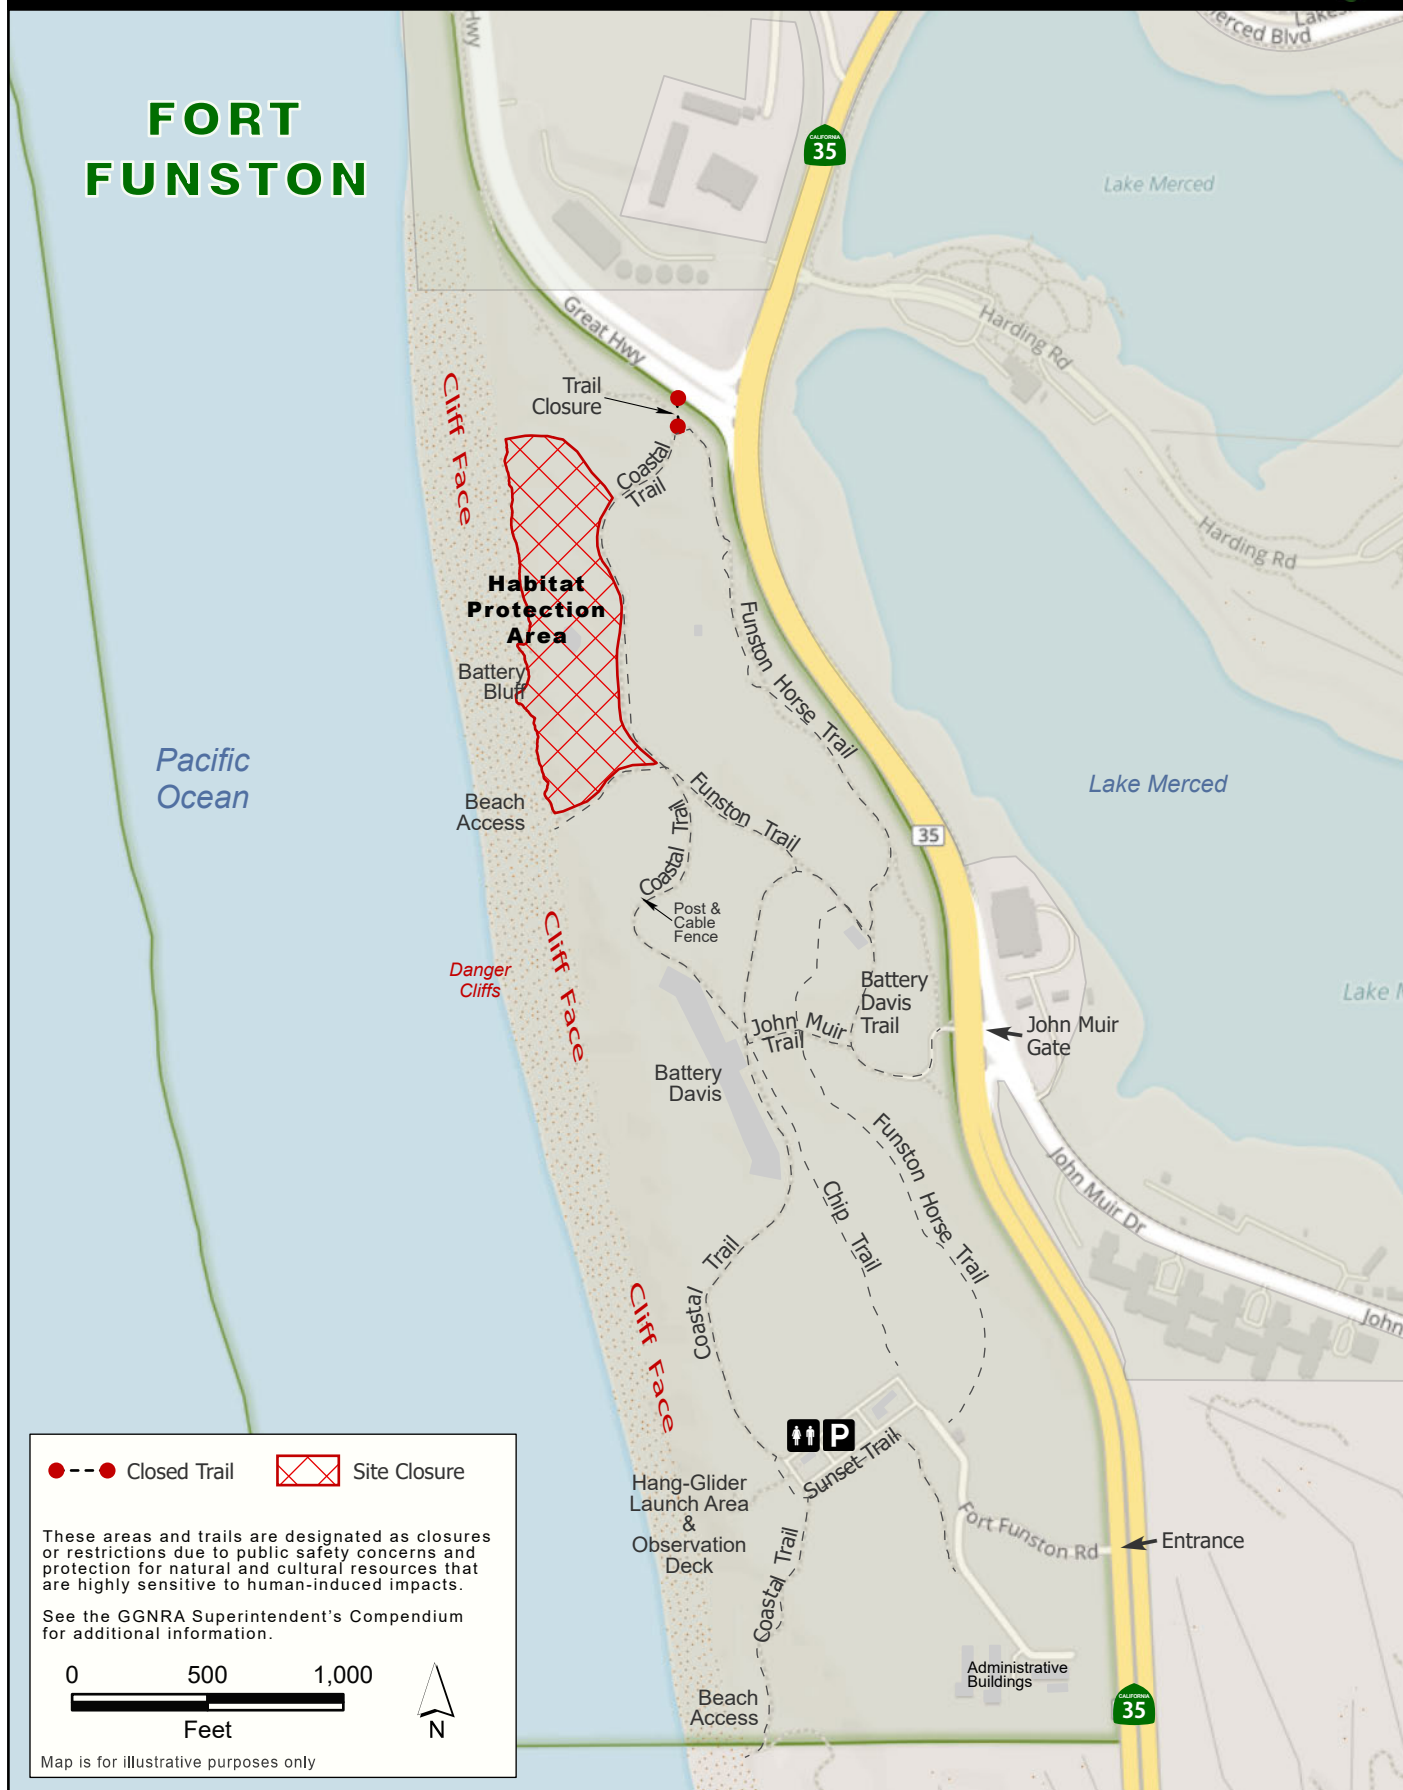 Hwy
Merced Blvd
FORT
FUNSTON
CALIFORNIA
35
Lake Merced
Great Hwy
Harding Rd
Trail
Closure
Cliff Face
Coastal
Trail
Harding Rd
Habitat
Protection
Area
Funston Horse Trail
Battery
Bluff
Pacific
Ocean
Lake Merced
Beach
Access
Funston Trail
Coastal Trail
35
Post &
Cable
Fence
Cliff Face
Danger
Cliffs
Battery
Davis
Trail
Lake
John Muir
Trail
John Muir
Gate
Battery
Davis
Funston Horse Trail
John Muir Dr
Chip Trail
Coastal Trail
Cliff Face
John
P
Sunset Trail
Hang-Glider
Launch Area
&
Observation
Deck
Fort Funston Rd
Entrance
Coastal Trail
Administrative
Buildings
Beach
Access
CALIFORNIA
35
Closed Trail
Site Closure
These areas and trails are designated as closures
or restrictions due to public safety concerns and
protection for natural and cultural resources that
are highly sensitive to human-induced impacts.
See the GGNRA Superintendent's Compendium
for additional information.
0 500 1,000
Feet
N
Map is for illustrative purposes only